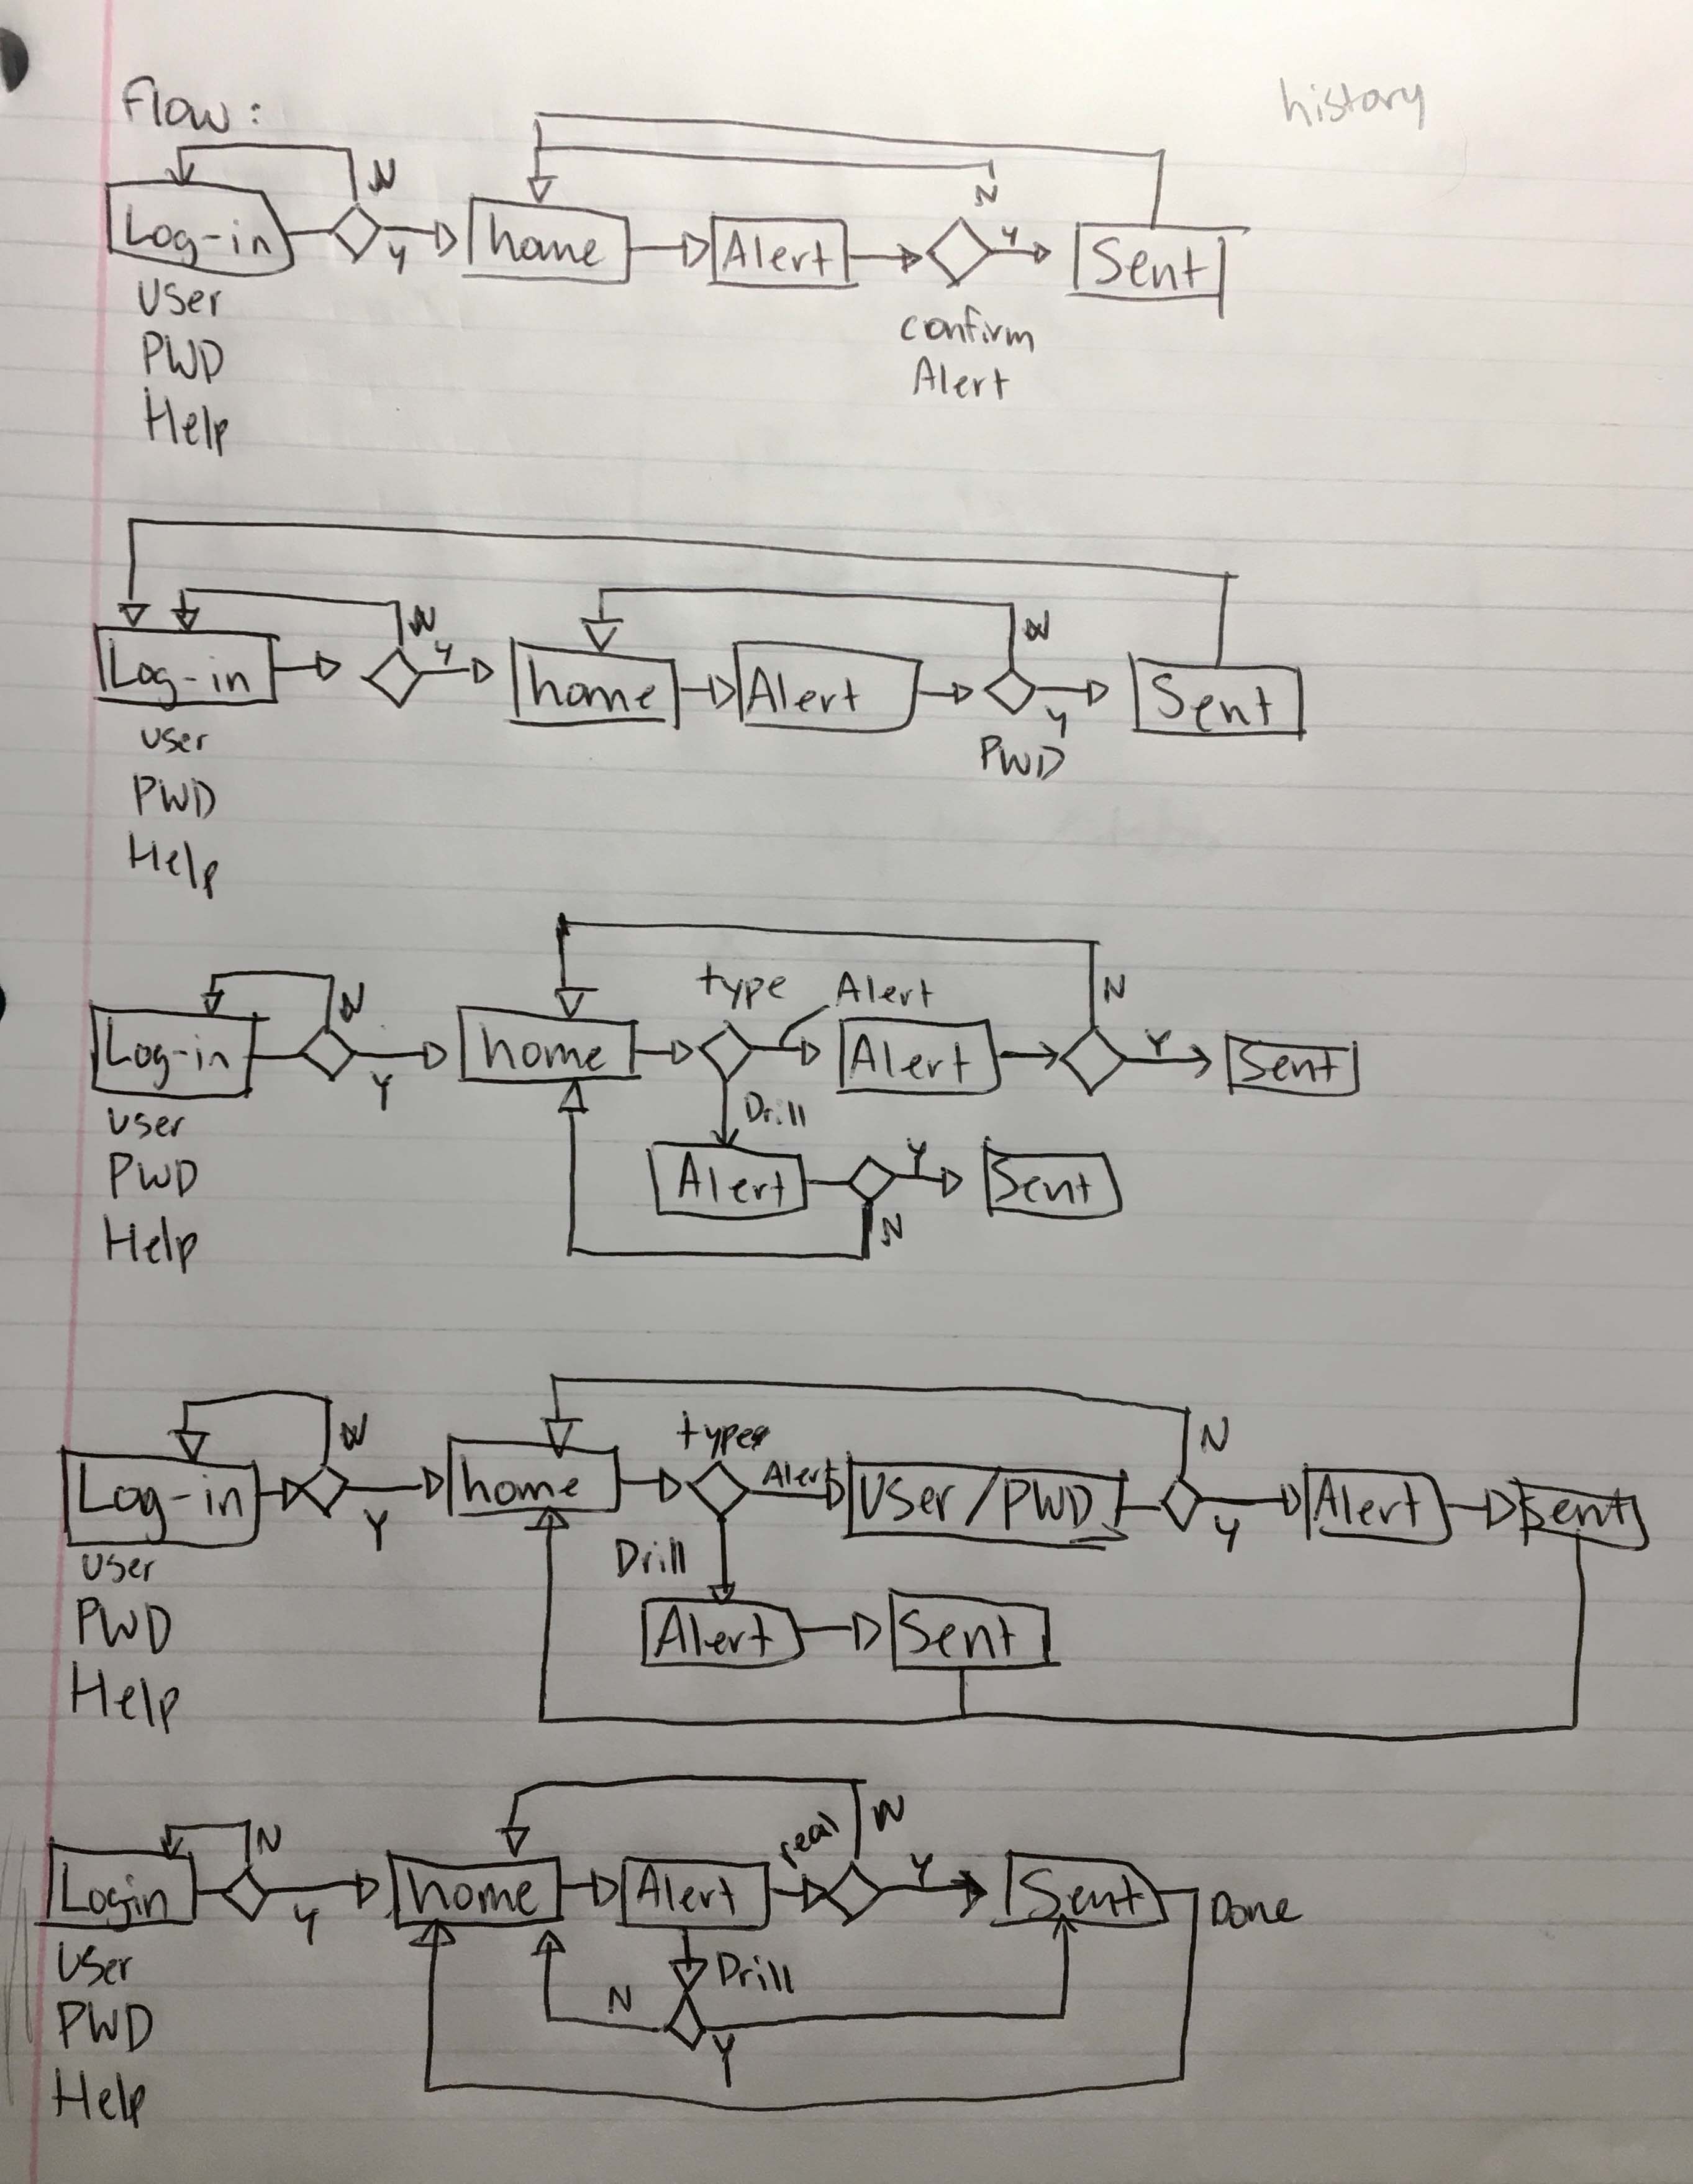 history
Flow:
N
N
Log-in Y home Alert Y Sent
User
PWD
Help
confirm
Alert
N N
Log-in Y home Alert Y Sent
User
PWD
Help
PWD
type Alert
N N
Log-in Y home Alert Y Sent
User
PWD
Help
Drill
Alert Y Sent
N
N types N
Log-in Y home Alert User/PWD Y Alert Sent
User
PWD
Help
Drill
Alert Sent
N real N
Login Y home Alert Y Sent Done
User
PWD
Help
Drill
N Y